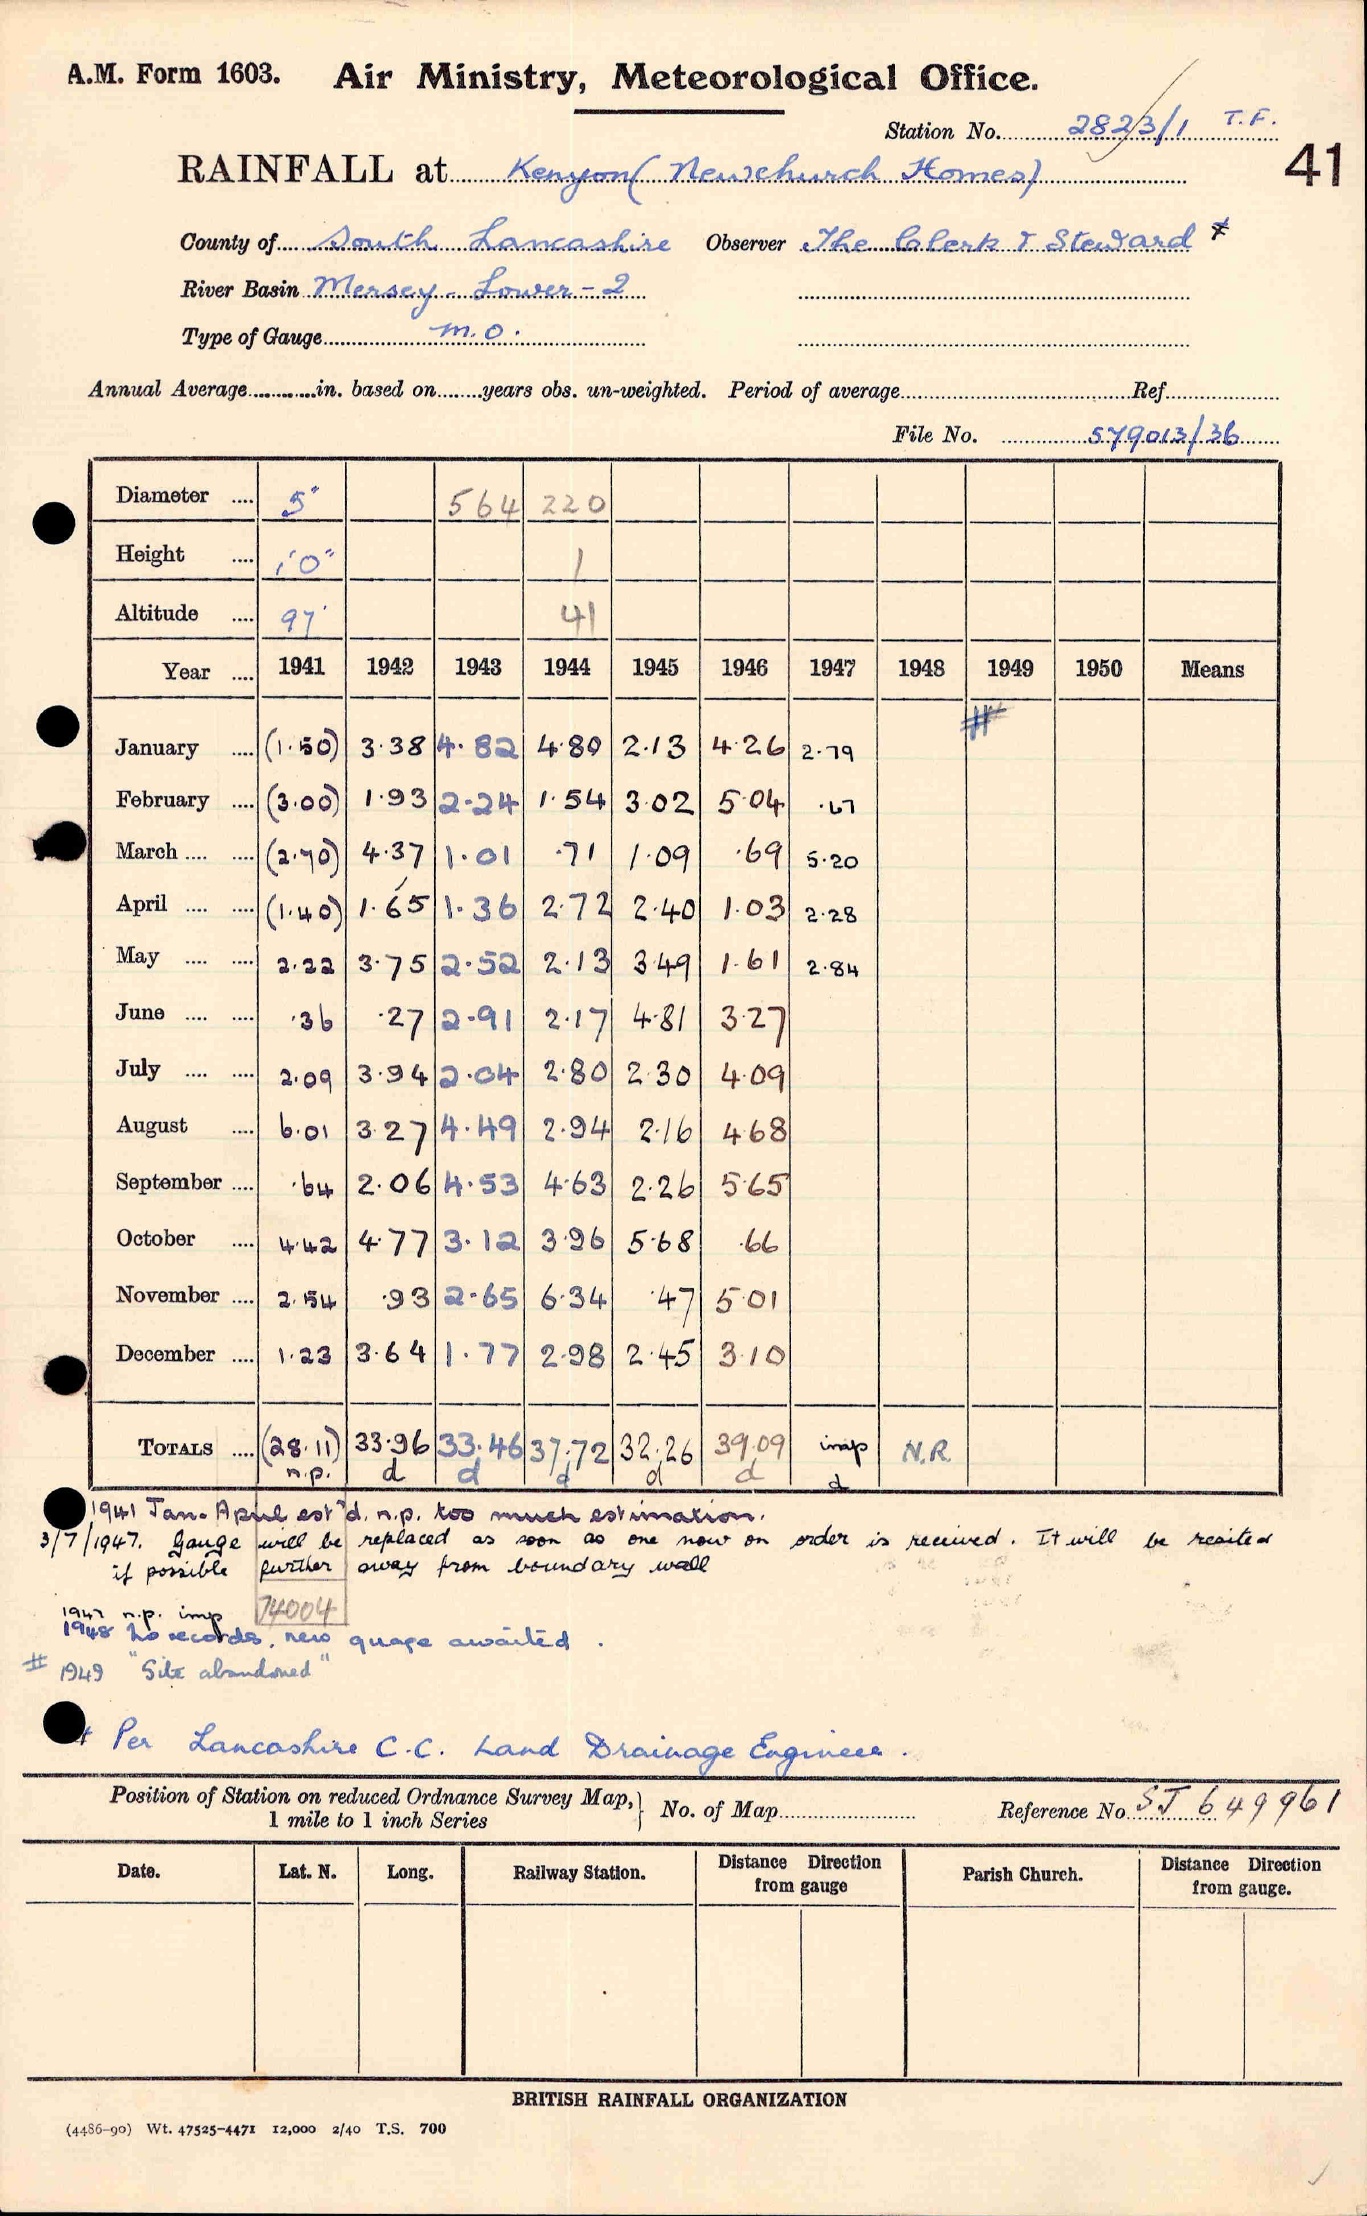 A.M. Form 1603. Air Ministry, Meteorological Office.
Station No. 2823/1 T.F.
41
RAINFALL at Kenyon (Newchurch Homes)
County of South Lancashire Observer The Clerk & Steward ≠
River Basin Mersey - Lower - 2
Type of Gauge M.O.
Annual Average in. based on years obs. un-weighted. Period of average Ref
File No. 579013/36
Diameter 5" 564 220
Height 1'0" 1
Altitude 97' 41
Year 1941 1942 1943 1944 1945 1946 1947 1948 1949 1950 Means
#
January (1.50) 3.38 4.82 4.80 2.13 4.26 2.79
February (3.00) 1.93 2.24 1.54 3.02 5.04 .67
March (2.70) 4.37 1.01 .71 1.09 .69 5.20
April (1.40) 1.65 1.36 2.72 2.40 1.03 2.28
May 2.22 3.75 2.52 2.13 3.49 1.61 2.84
June .36 .27 2.91 2.17 4.81 3.27
July 2.09 3.94 2.04 2.80 2.30 4.09
August 6.01 3.27 4.49 2.94 2.16 4.68
September .64 2.06 4.53 4.63 2.26 5.65
October 4.42 4.77 3.12 3.96 5.68 .66
November 2.54 .93 2.65 6.34 .47 5.01
December 1.23 3.64 1.77 2.98 2.45 3.10
TOTALS (28.11) 33.96 33.46 37.72 32.26 39.09 imp N.R.
n.p. d d d d d d
1941 Jan-April est'd. n.p. too much estimation.
3/7/1947. Gauge will be replaced as soon as one now on order is received. It will be resited
if possible further away from boundary wall
74004
1947 n.p. imp
1948 no records, new guage awaited.
# 1949 "Site abandoned"
≠ Per Lancashire C.C. Land Drainage Engineer.
Position of Station on reduced Ordnance Survey Map, 1 mile to 1 inch Series } No. of Map Reference No. SJ 649961
Date. Lat. N. Long. Railway Station. Distance Direction from gauge Parish Church. Distance Direction from gauge.
BRITISH RAINFALL ORGANIZATION
(4486-90) Wt. 47525-4471 12,000 2/40 T.S. 700